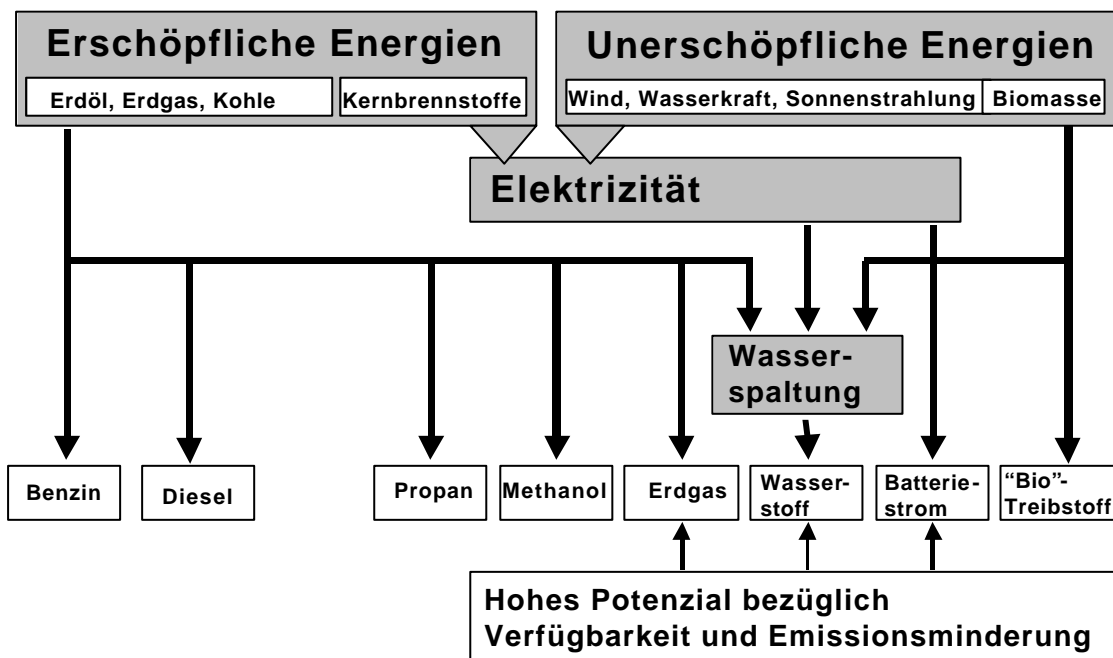 Erschöpfliche Energien
Unerschöpfliche Energien
Erdöl, Erdgas, Kohle
Kernbrennstoffe
Wind, Wasserkraft, Sonnenstrahlung
Biomasse
Elektrizität
Wasser-
spaltung
Benzin
Diesel
Propan
Methanol
Erdgas
Wasser-
stoff
Batterie-
strom
“Bio”-
Treibstoff
Hohes Potenzial bezüglich
Verfügbarkeit und Emissionsminderung